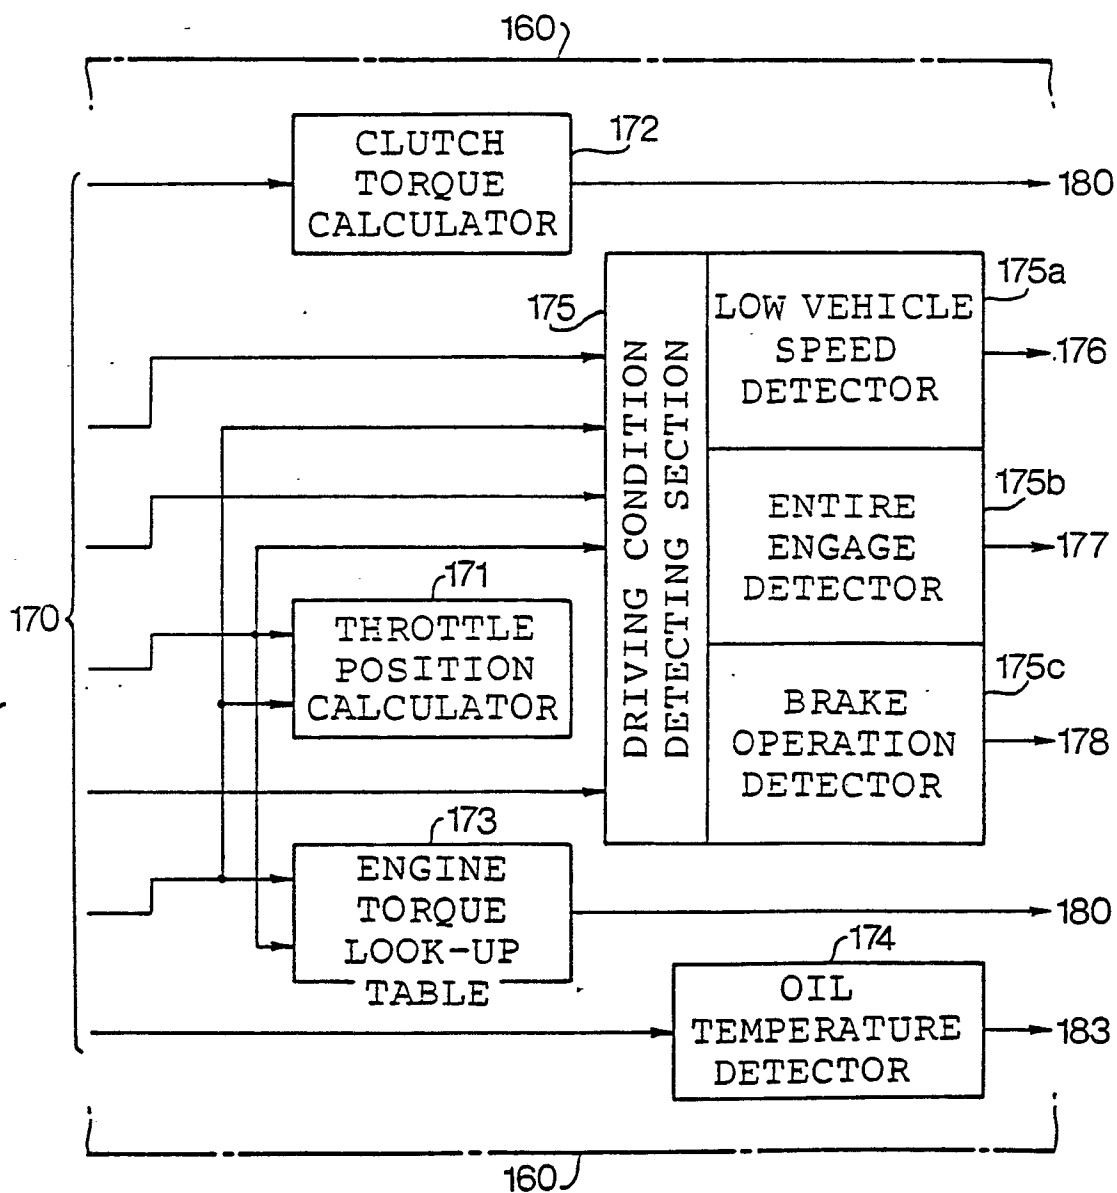 160
CLUTCH
TORQUE
CALCULATOR
172
180
175
DRIVING CONDITION
DETECTING SECTION
LOW VEHICLE
SPEED
DETECTOR
175a
176
ENTIRE
ENGAGE
DETECTOR
175b
177
170
171
THROTTLE
POSITION
CALCULATOR
BRAKE
OPERATION
DETECTOR
175c
178
173
ENGINE
TORQUE
LOOK-UP
TABLE
180
174
OIL
TEMPERATURE
DETECTOR
183
160